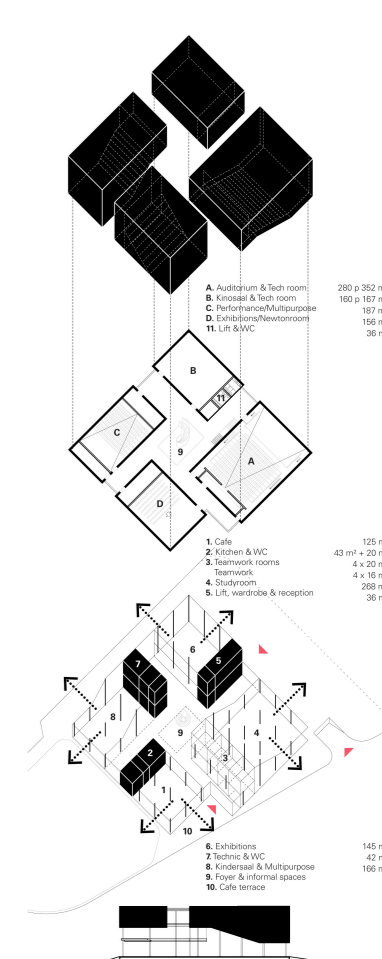 A. Auditorium & Tech room 280 p 352 m
B. Kinosaal & Tech room 160 p 167 m
C. Performance/Multipurpose 187 m
D. Exhibitions/Newtonroom 156 m
11. Lift & WC 36 m
B
11
C
9
A
D
1. Cafe 125 m
2. Kitchen & WC 43 m² + 20 m
3. Teamwork rooms 4 x 20 m
Teamwork 4 x 16 m
4. Studyroom 268 m
5. Lift, wardrobe & reception 36 m
6
7
5
8
9
4
3
2
1
10
6. Exhibitions 145 m
7. Technic & WC 42 m
8. Kindersaal & Multipurpose 166 m
9. Foyer & informal spaces
10. Cafe terrace